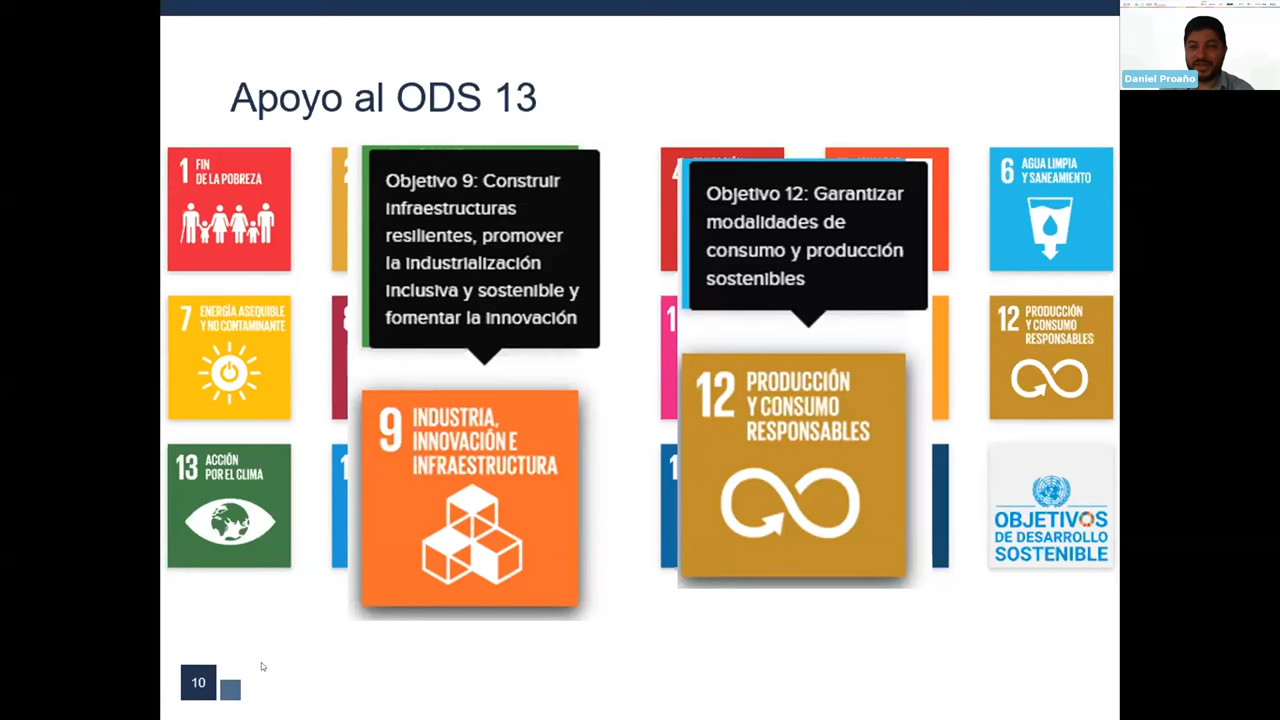 Daniel Proaño
Apoyo al ODS 13
1 FIN
DE LA POBREZA
Objetivo 9: Construir
infraestructuras
resilientes, promover
la industrialización
inclusiva y sostenible y
fomentar la innovación
Objetivo 12: Garantizar
modalidades de
consumo y producción
sostenibles
6 AGUA LIMPIA
Y SANEAMIENTO
7 ENERGÍA ASEQUIBLE
Y NO CONTAMINANTE
12 PRODUCCIÓN
Y CONSUMO
RESPONSABLES
9 INDUSTRIA,
INNOVACIÓN E
INFRAESTRUCTURA
12 PRODUCCIÓN
Y CONSUMO
RESPONSABLES
13 ACCIÓN
POR EL CLIMA
OBJETIVOS
DE DESARROLLO
SOSTENIBLE
10